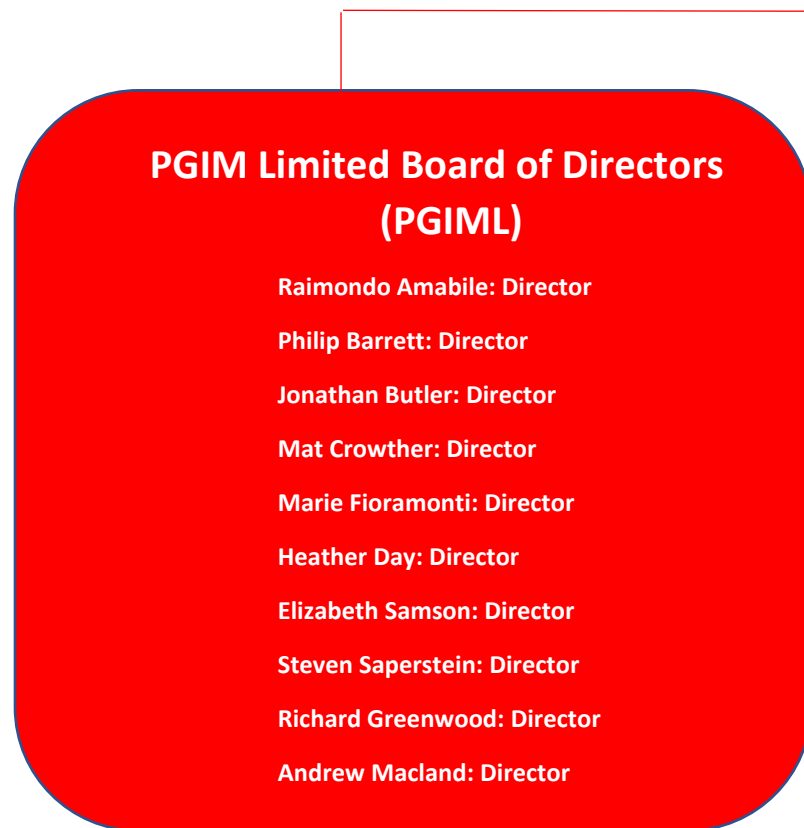 PGIM Limited Board of Directors
(PGIML)
Raimondo Amabile: Director
Philip Barrett: Director
Jonathan Butler: Director
Mat Crowther: Director
Marie Fioramonti: Director
Heather Day: Director
Elizabeth Samson: Director
Steven Saperstein: Director
Richard Greenwood: Director
Andrew Macland: Director